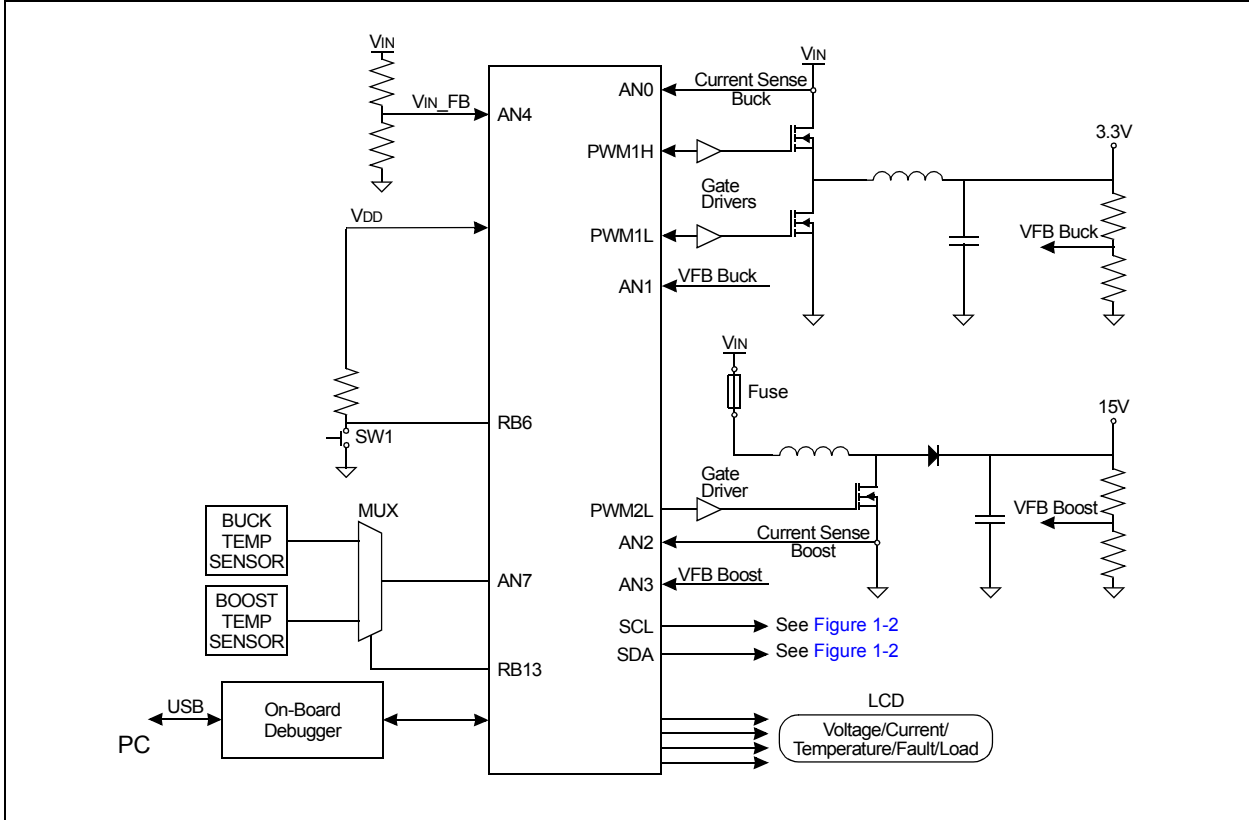 VIN
VIN_FB
AN4
VDD
RB6
SW1
BUCK
TEMP
SENSOR
BOOST
TEMP
SENSOR
MUX
AN7
RB13
USB
PC
On-Board
Debugger
AN0
PWM1H
PWM1L
AN1
PWM2L
AN2
AN3
SCL
SDA
VIN
Current Sense
Buck
Gate
Drivers
VFB Buck
3.3V
VFB Buck
VIN
Fuse
Gate
Driver
Current Sense
Boost
VFB Boost
15V
VFB Boost
See Figure 1-2
See Figure 1-2
LCD
Voltage/Current/
Temperature/Fault/Load